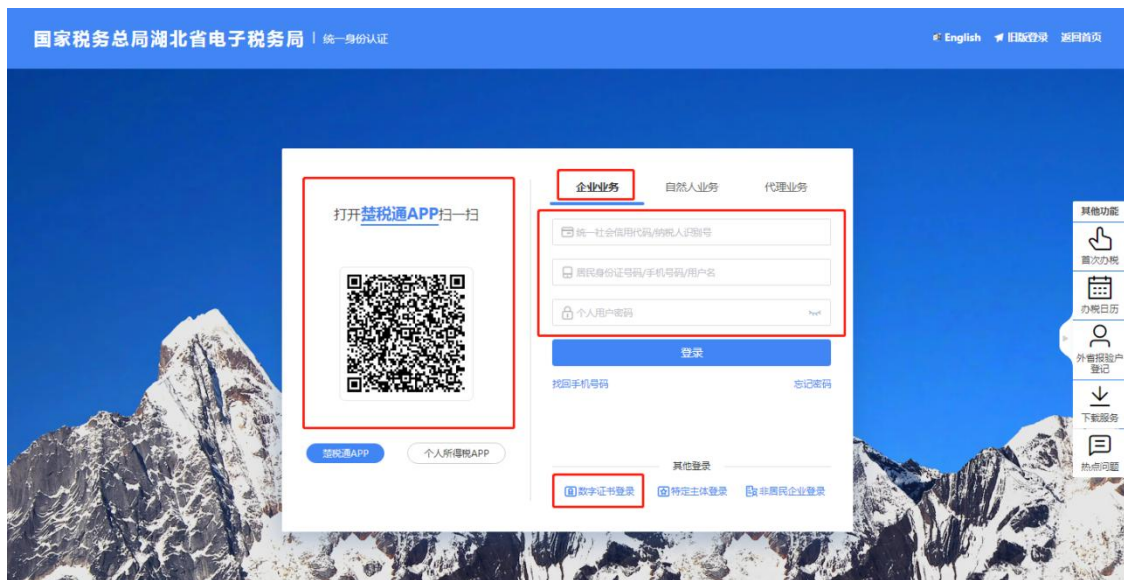 国家税务总局湖北省电子税务局 | 统一身份认证
English 旧版登录 返回首页
打开楚税通APP扫一扫
楚税通APP 个人所得税APP
企业业务 自然人业务 代理业务
统一社会信用代码/纳税人识别号
居民身份证号码/手机号码/用户名
个人用户密码
登录
找回手机号码 忘记密码
其他登录
数字证书登录 特定主体登录 非居民企业登录
其他功能
首次办税
办税日历
外省报验户
登记
下载服务
热点问题